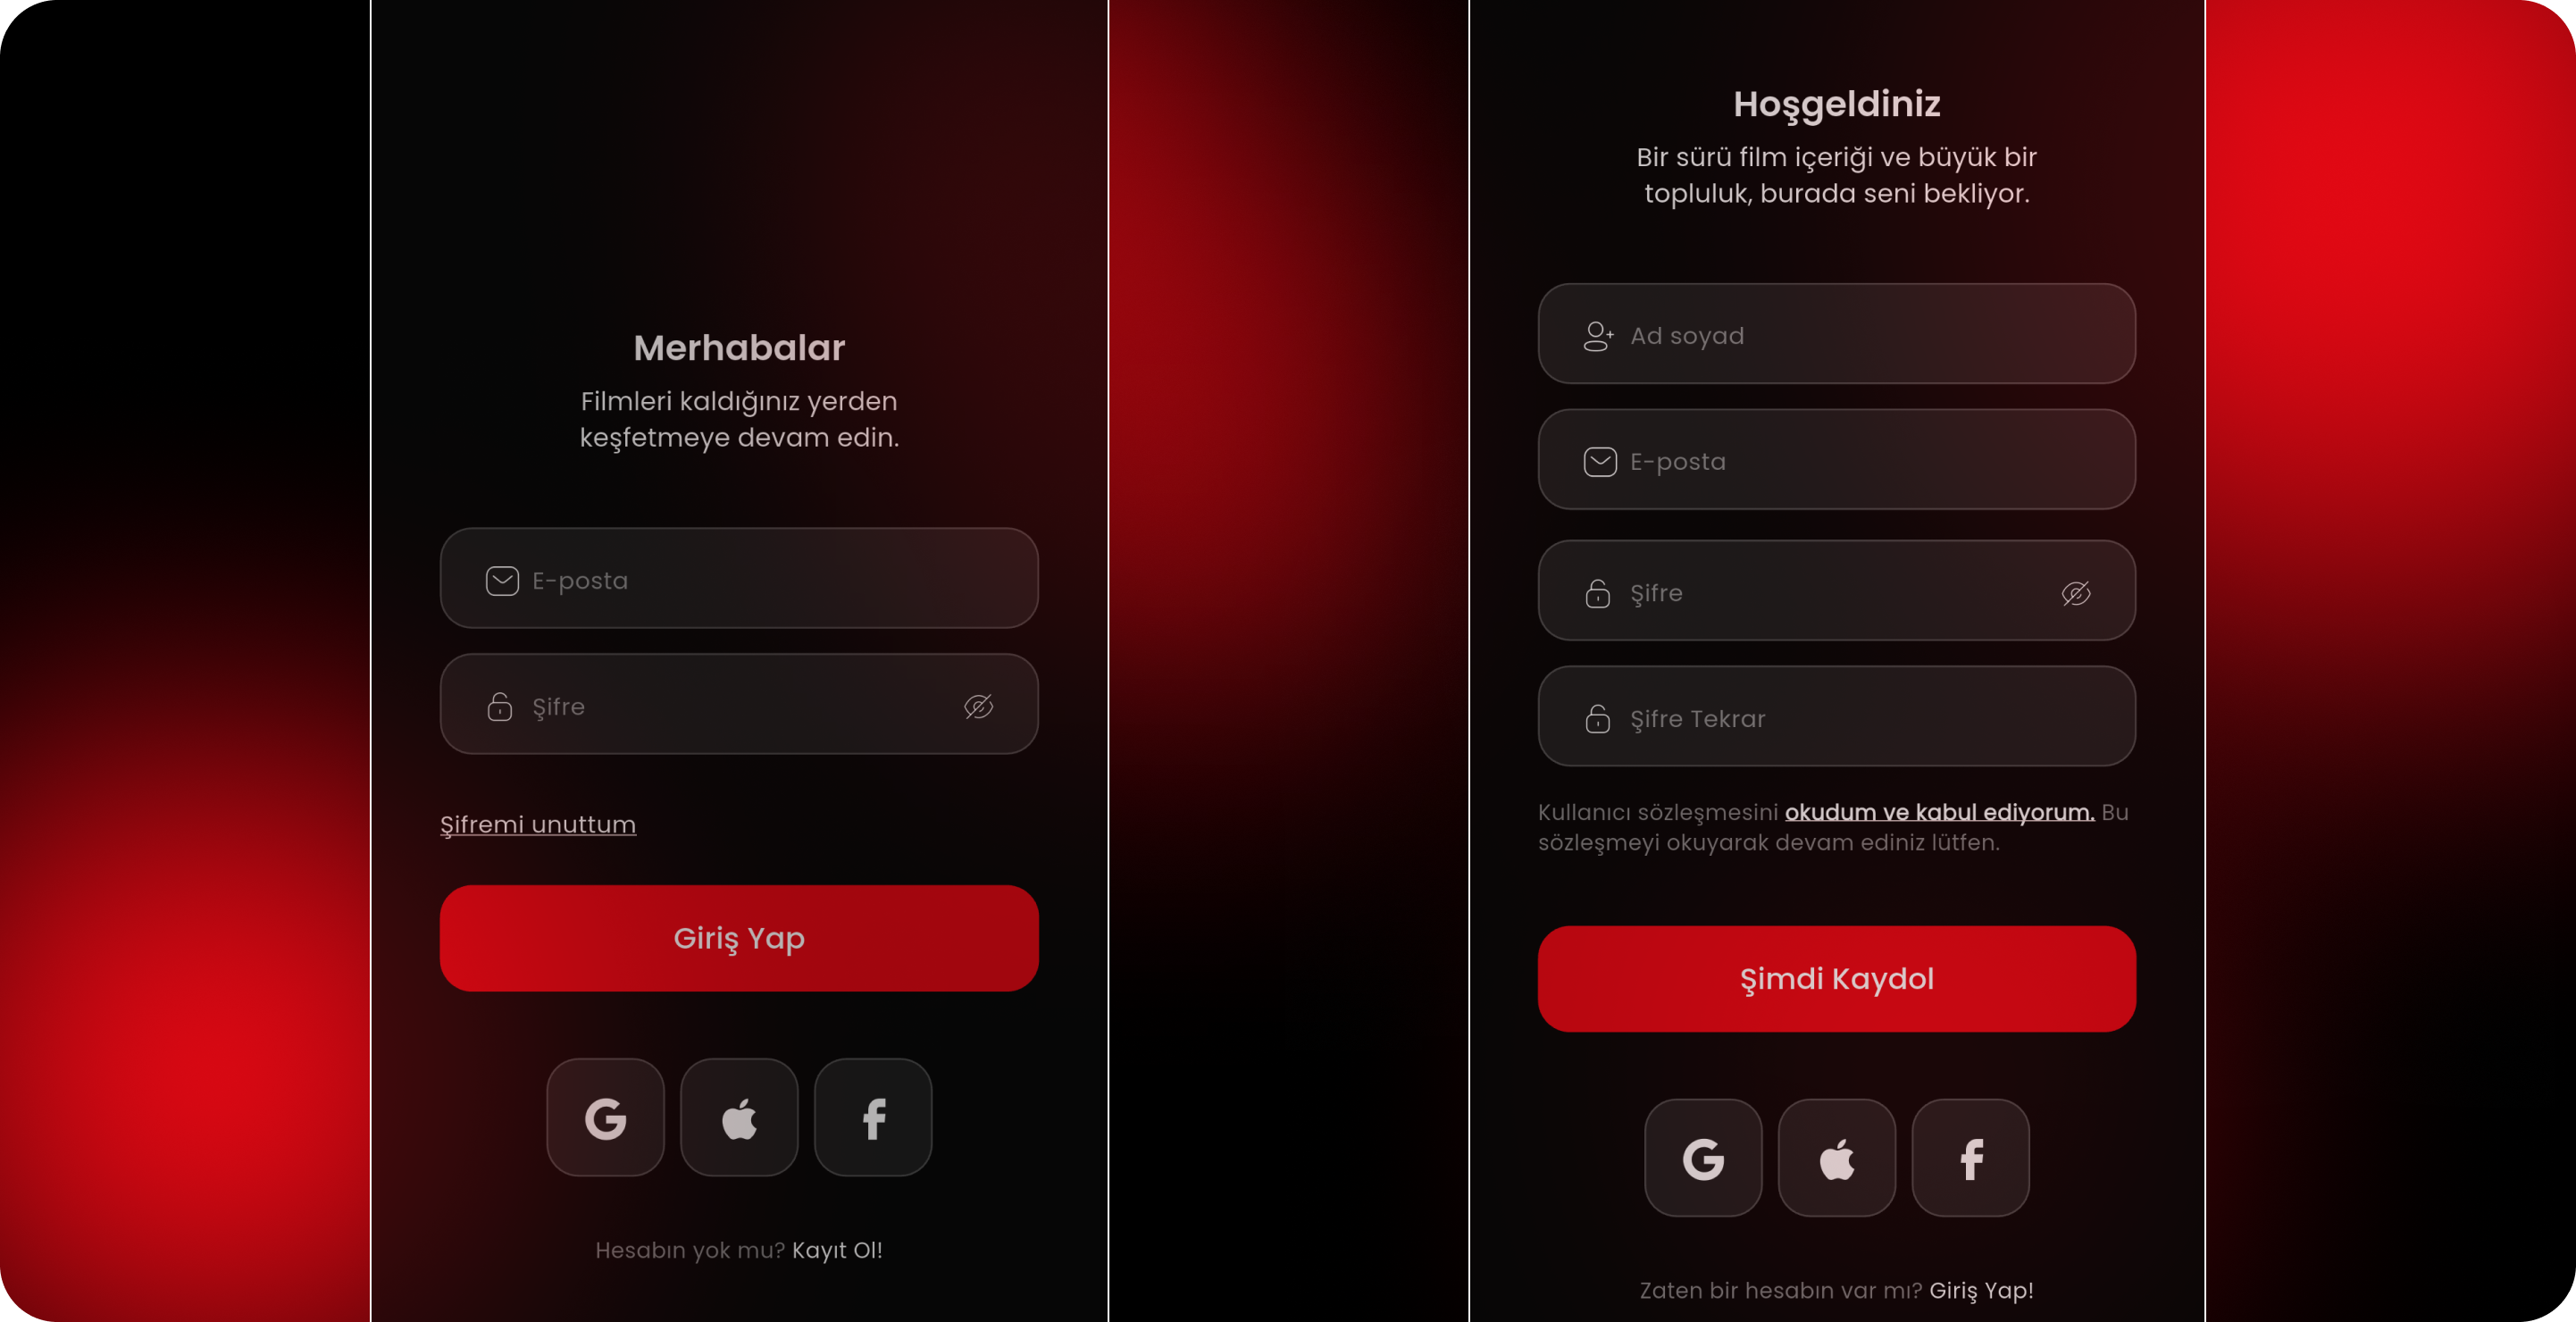 Merhabalar
Filmleri kaldığınız yerden
keşfetmeye devam edin.
E-posta
Şifre
Şifremi unuttum
Giriş Yap
Hesabın yok mu? Kayıt Ol!
Hoşgeldiniz
Bir sürü film içeriği ve büyük bir
topluluk, burada seni bekliyor.
Ad soyad
E-posta
Şifre
Şifre Tekrar
Kullanıcı sözleşmesini okudum ve kabul ediyorum. Bu
sözleşmeyi okuyarak devam ediniz lütfen.
Şimdi Kaydol
Zaten bir hesabın var mı? Giriş Yap!